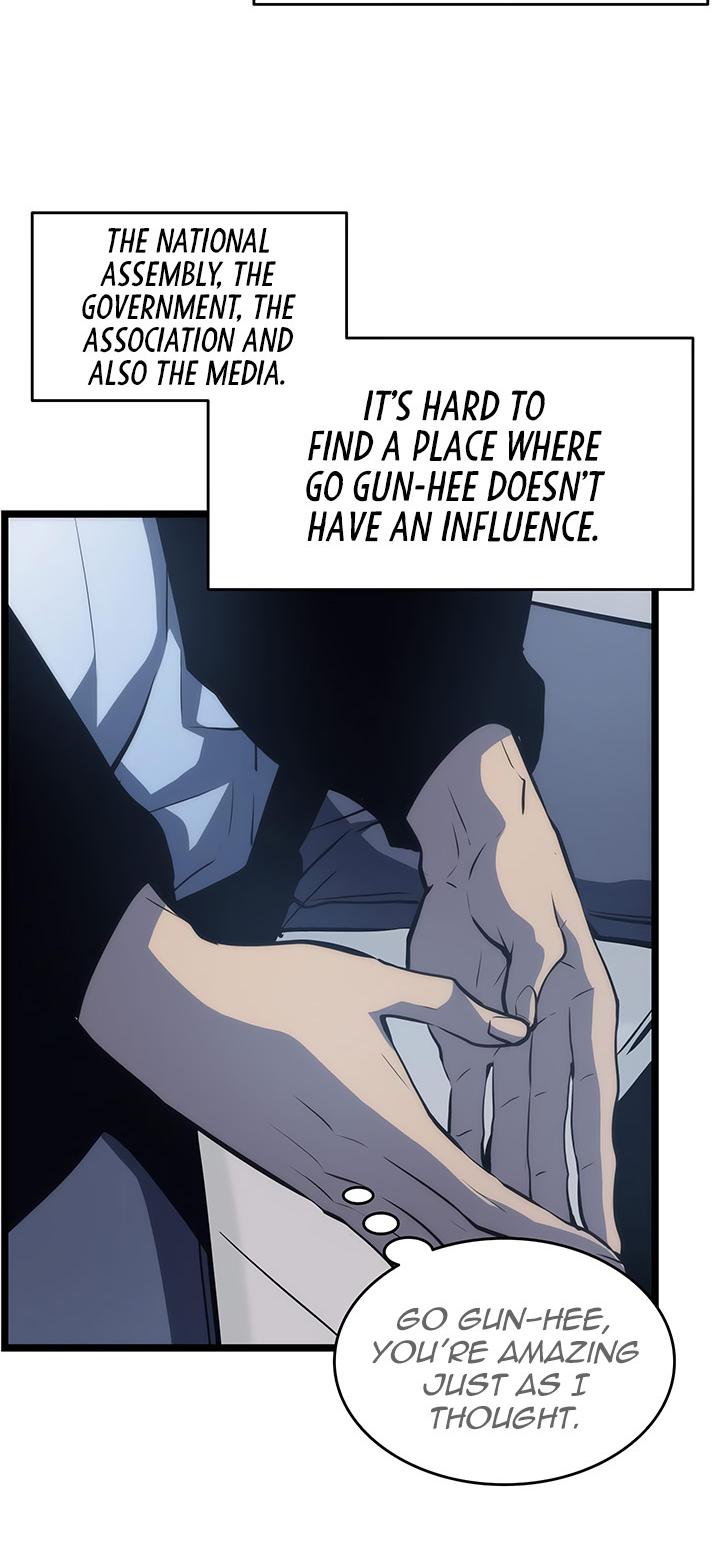 THE NATIONAL
ASSEMBLY, THE
GOVERNMENT, THE
ASSOCIATION AND
ALSO THE MEDIA.
IT'S HARD TO
FIND A PLACE WHERE
GO GUN-HEE DOESN'T
HAVE AN INFLUENCE.
GO GUN-HEE,
YOU'RE AMAZING
JUST AS I
THOUGHT.